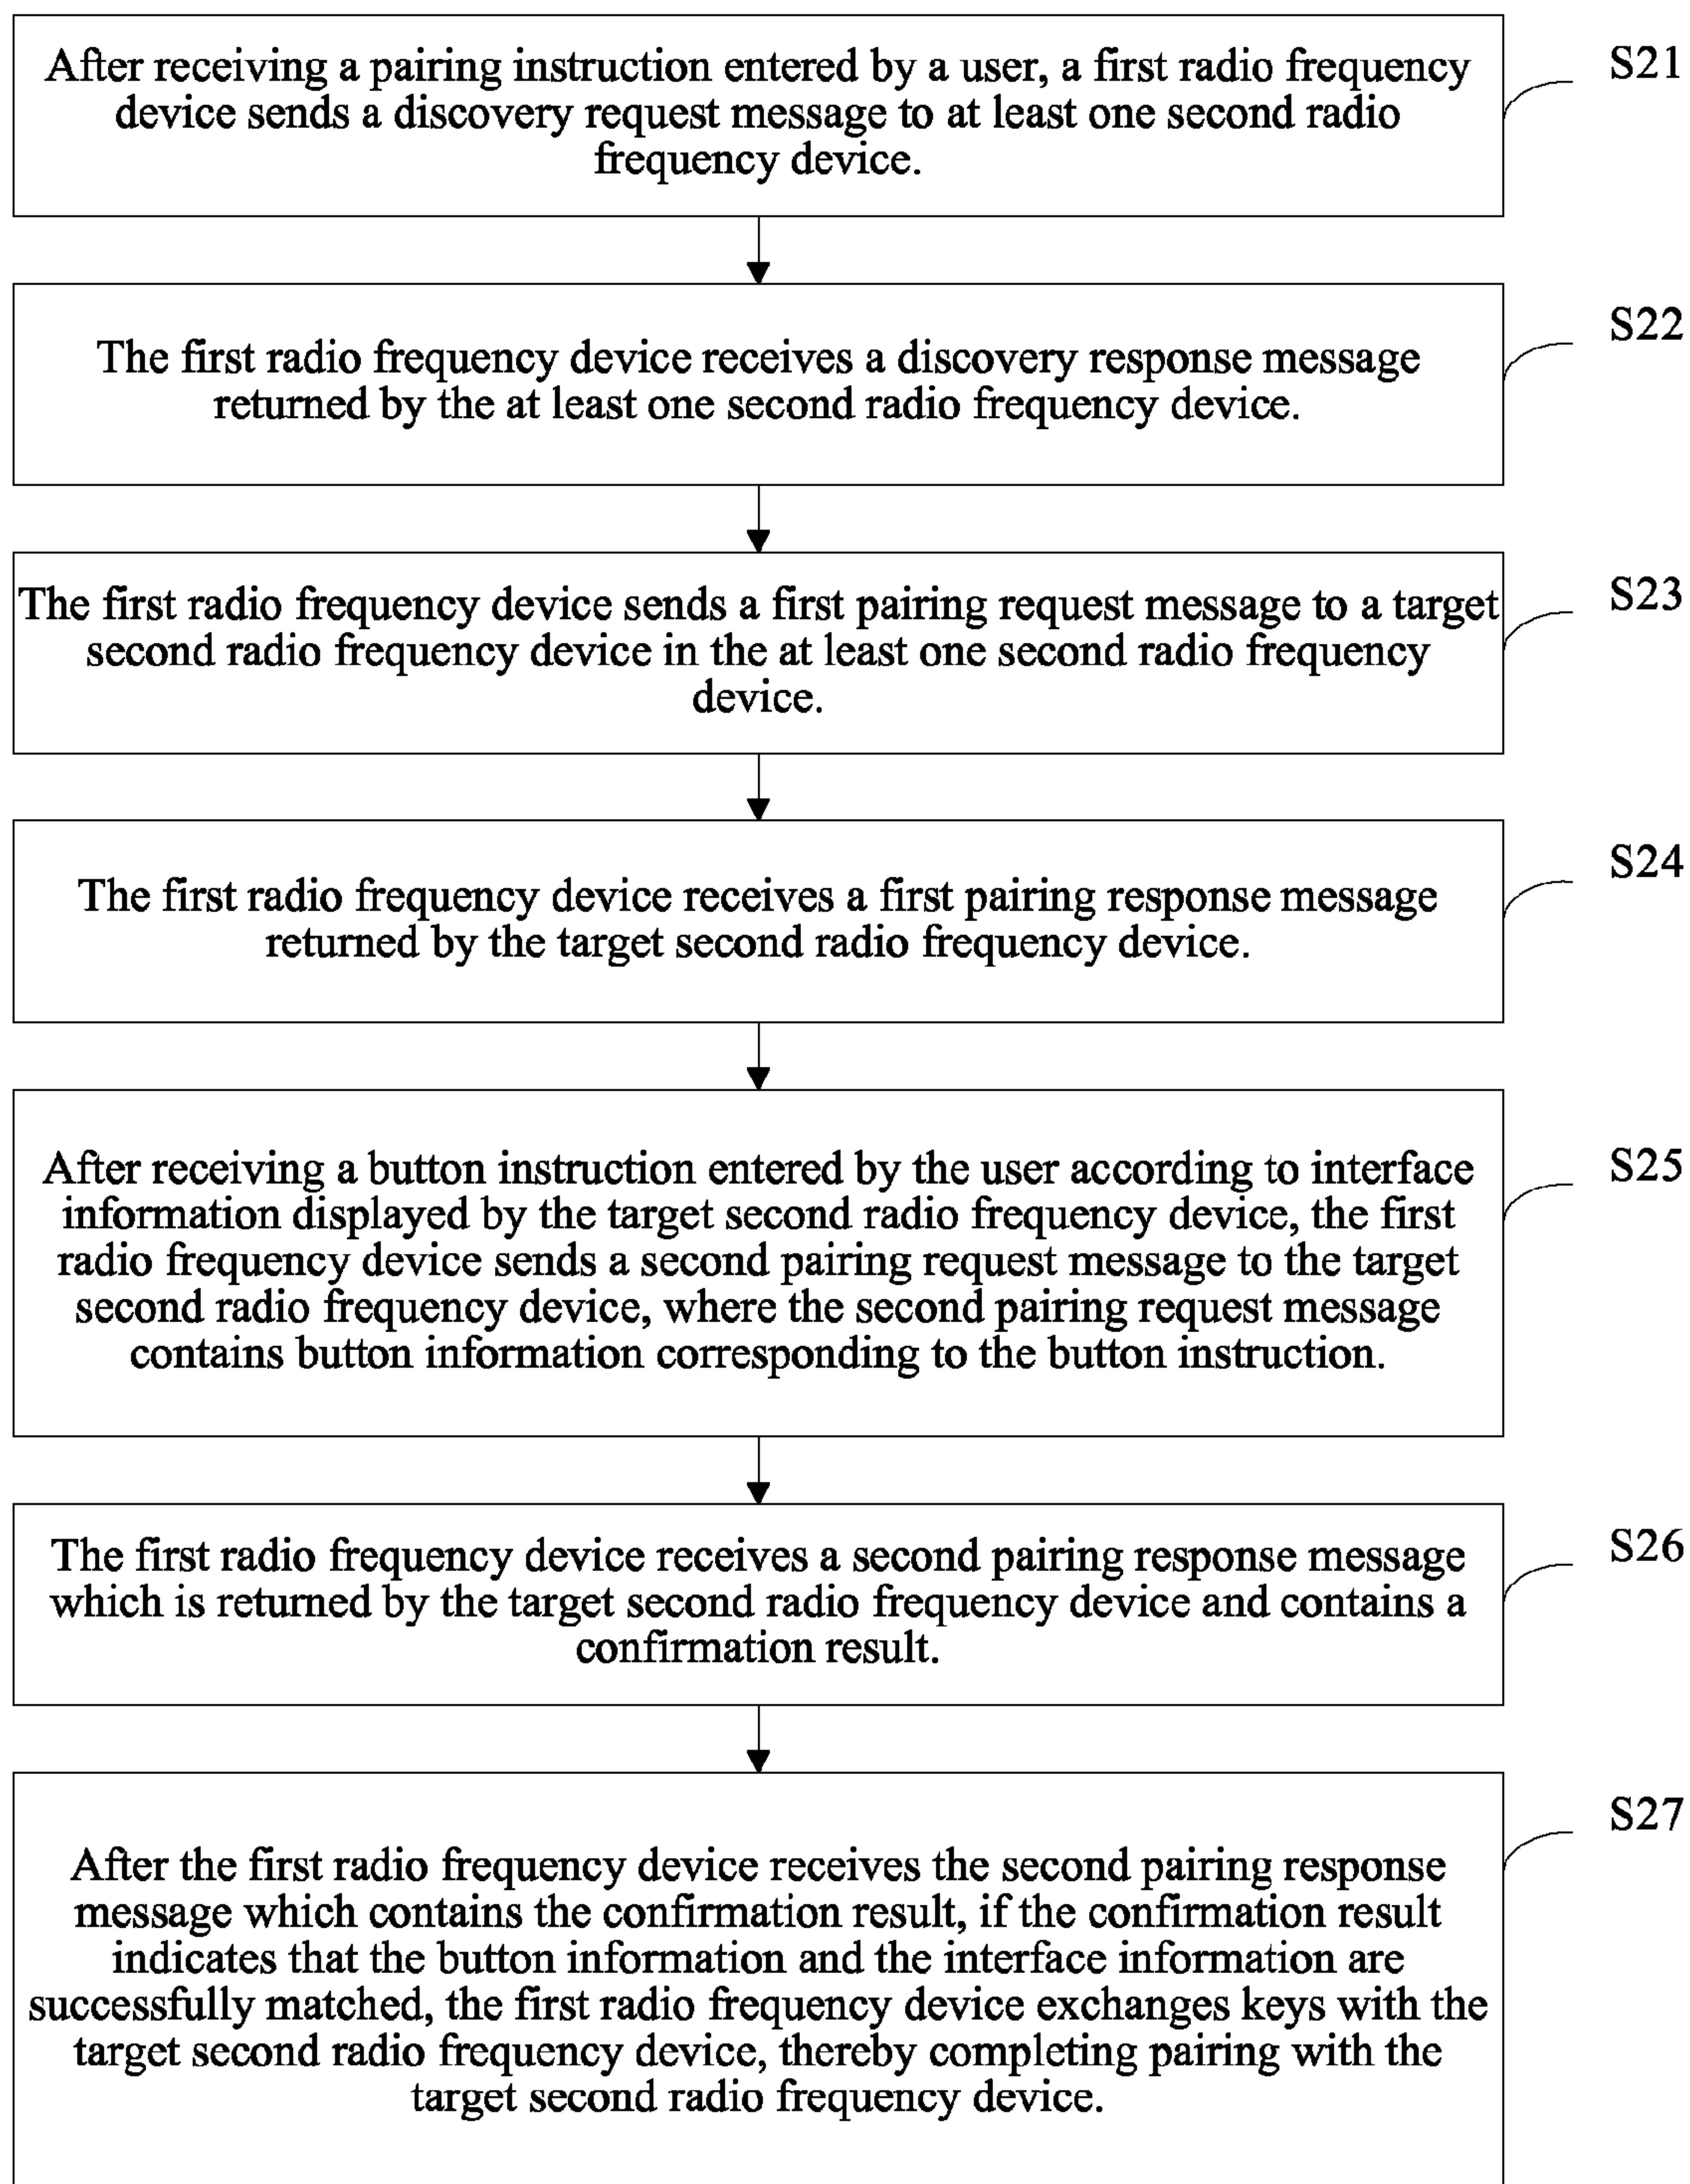 After receiving a pairing instruction entered by a user, a first radio frequency
device sends a discovery request message to at least one second radio
frequency device.
S21
The first radio frequency device receives a discovery response message
returned by the at least one second radio frequency device.
S22
The first radio frequency device sends a first pairing request message to a target
second radio frequency device in the at least one second radio frequency
device.
S23
The first radio frequency device receives a first pairing response message
returned by the target second radio frequency device.
S24
After receiving a button instruction entered by the user according to interface
information displayed by the target second radio frequency device, the first
radio frequency device sends a second pairing request message to the target
second radio frequency device, where the second pairing request message
contains button information corresponding to the button instruction.
S25
The first radio frequency device receives a second pairing response message
which is returned by the target second radio frequency device and contains a
confirmation result.
S26
After the first radio frequency device receives the second pairing response
message which contains the confirmation result, if the confirmation result
indicates that the button information and the interface information are
successfully matched, the first radio frequency device exchanges keys with the
target second radio frequency device, thereby completing pairing with the
target second radio frequency device.
S27